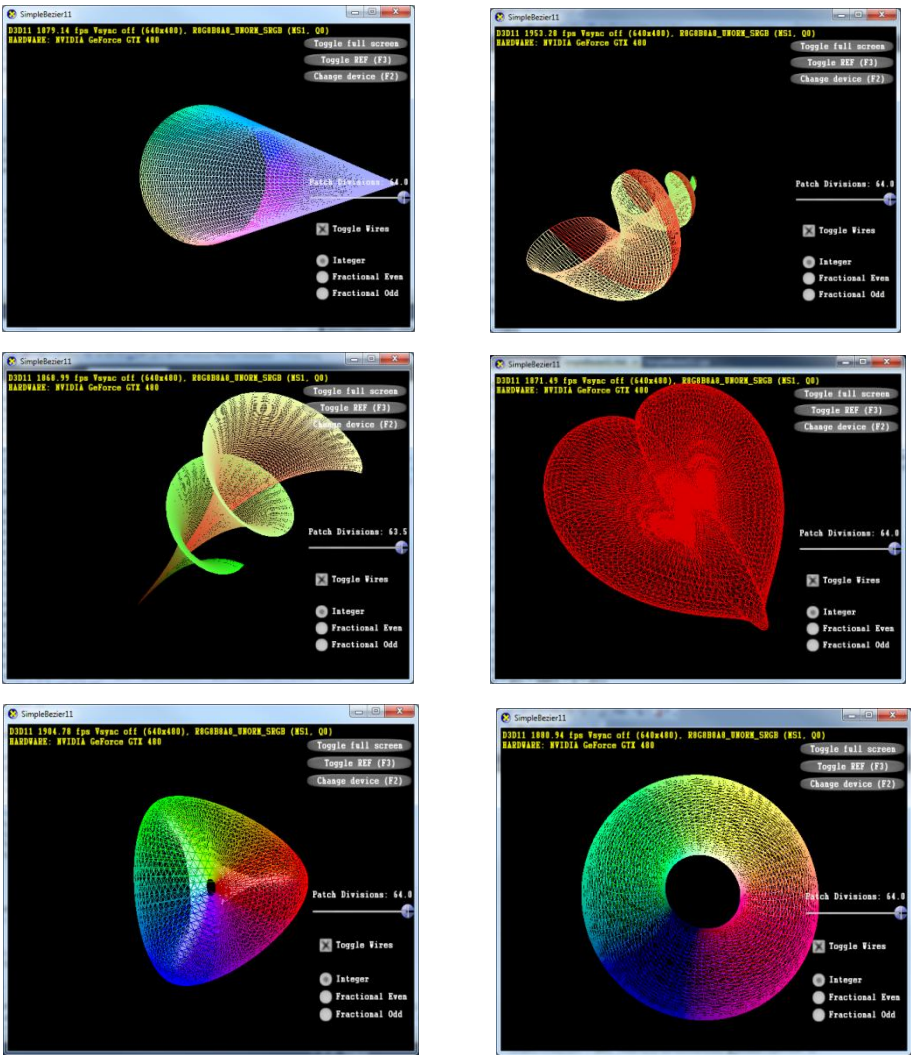 SimpleBezier11
D3D11 1879.14 fps Vsync off (640x480), R8G8B8A8_UNORM_SRGB (MS1, Q0)
HARDWARE: NVIDIA GeForce GTX 480
Toggle full screen
Toggle REF (F3)
Change device (F2)
Patch Divisions: 64.0
Toggle Wires
Integer
Fractional Even
Fractional Odd
SimpleBezier11
D3D11 1953.28 fps Vsync off (640x480), R8G8B8A8_UNORM_SRGB (MS1, Q0)
HARDWARE: NVIDIA GeForce GTX 480
Toggle full screen
Toggle REF (F3)
Change device (F2)
Patch Divisions: 64.0
Toggle Wires
Integer
Fractional Even
Fractional Odd
SimpleBezier11
D3D11 1868.99 fps Vsync off (640x480), R8G8B8A8_UNORM_SRGB (MS1, Q0)
HARDWARE: NVIDIA GeForce GTX 480
Toggle full screen
Toggle REF (F3)
Change device (F2)
Patch Divisions: 63.5
Toggle Wires
Integer
Fractional Even
Fractional Odd
SimpleBezier11
D3D11 1871.49 fps Vsync off (640x480), R8G8B8A8_UNORM_SRGB (MS1, Q0)
HARDWARE: NVIDIA GeForce GTX 480
Toggle full screen
Toggle REF (F3)
Change device (F2)
Patch Divisions: 64.0
Toggle Wires
Integer
Fractional Even
Fractional Odd
SimpleBezier11
D3D11 1904.78 fps Vsync off (640x480), R8G8B8A8_UNORM_SRGB (MS1, Q0)
HARDWARE: NVIDIA GeForce GTX 480
Toggle full screen
Toggle REF (F3)
Change device (F2)
Patch Divisions: 64.0
Toggle Wires
Integer
Fractional Even
Fractional Odd
SimpleBezier11
D3D11 1880.94 fps Vsync off (640x480), R8G8B8A8_UNORM_SRGB (MS1, Q0)
HARDWARE: NVIDIA GeForce GTX 480
Toggle full screen
Toggle REF (F3)
Change device (F2)
Patch Divisions: 64.0
Toggle Wires
Integer
Fractional Even
Fractional Odd